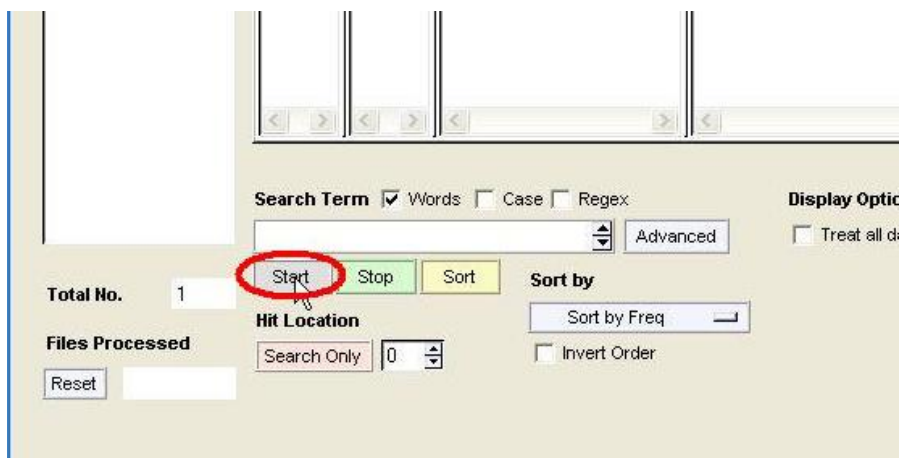 Search Term Words Case Regex
Display Optio
Advanced
Treat all da
Start Stop Sort
Sort by
Total No. 1
Sort by Freq
Hit Location
Files Processed
Search Only 0
Invert Order
Reset